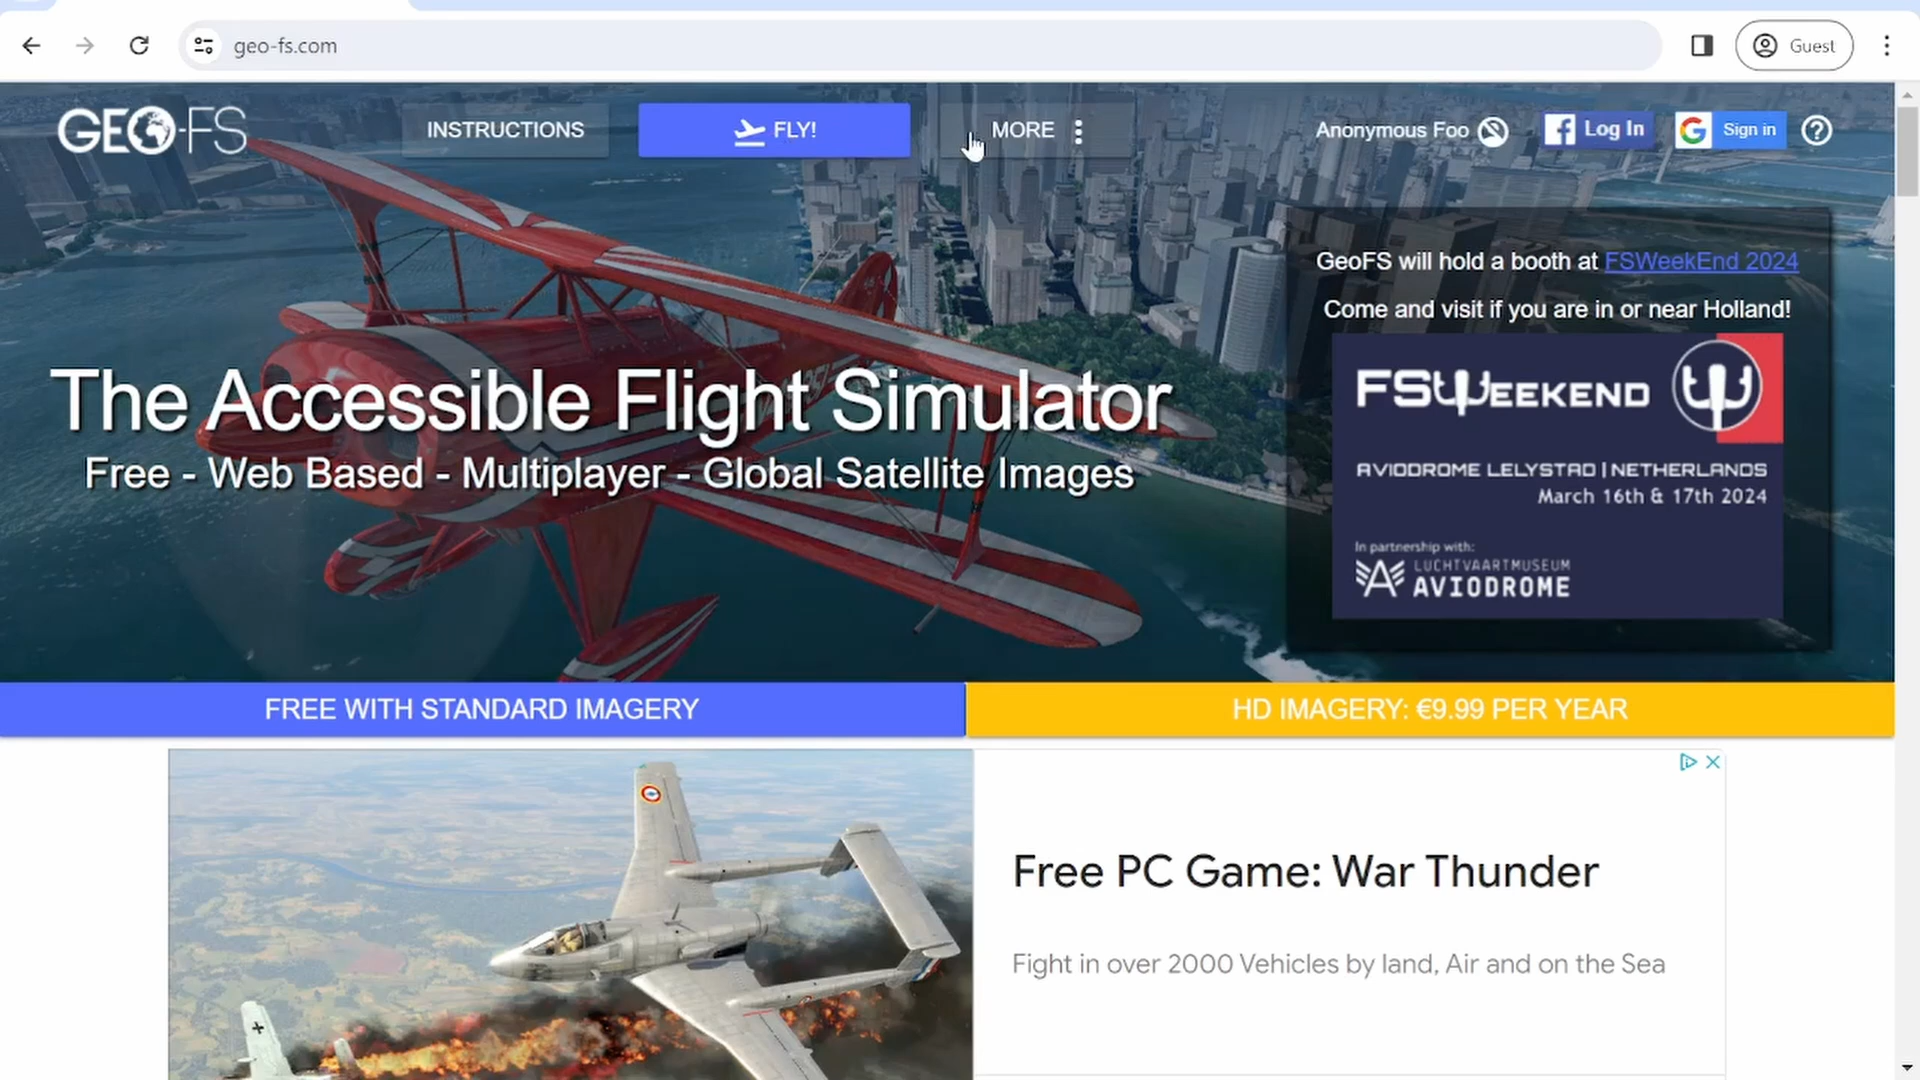 geo-fs.com
Guest
GEO-FS
INSTRUCTIONS
FLY!
MORE
Anonymous Foo
Log In
Sign in
GeoFS will hold a booth at FSWeekEnd 2024
Come and visit if you are in or near Holland!
FSWEEKEND
AVIODROME LELYSTAD | NETHERLANDS
March 16th & 17th 2024
In partnership with:
LUCHTVAARTMUSEUM
AVIODROME
The Accessible Flight Simulator
Free - Web Based - Multiplayer - Global Satellite Images
FREE WITH STANDARD IMAGERY
HD IMAGERY: €9.99 PER YEAR
Free PC Game: War Thunder
Fight in over 2000 Vehicles by land, Air and on the Sea